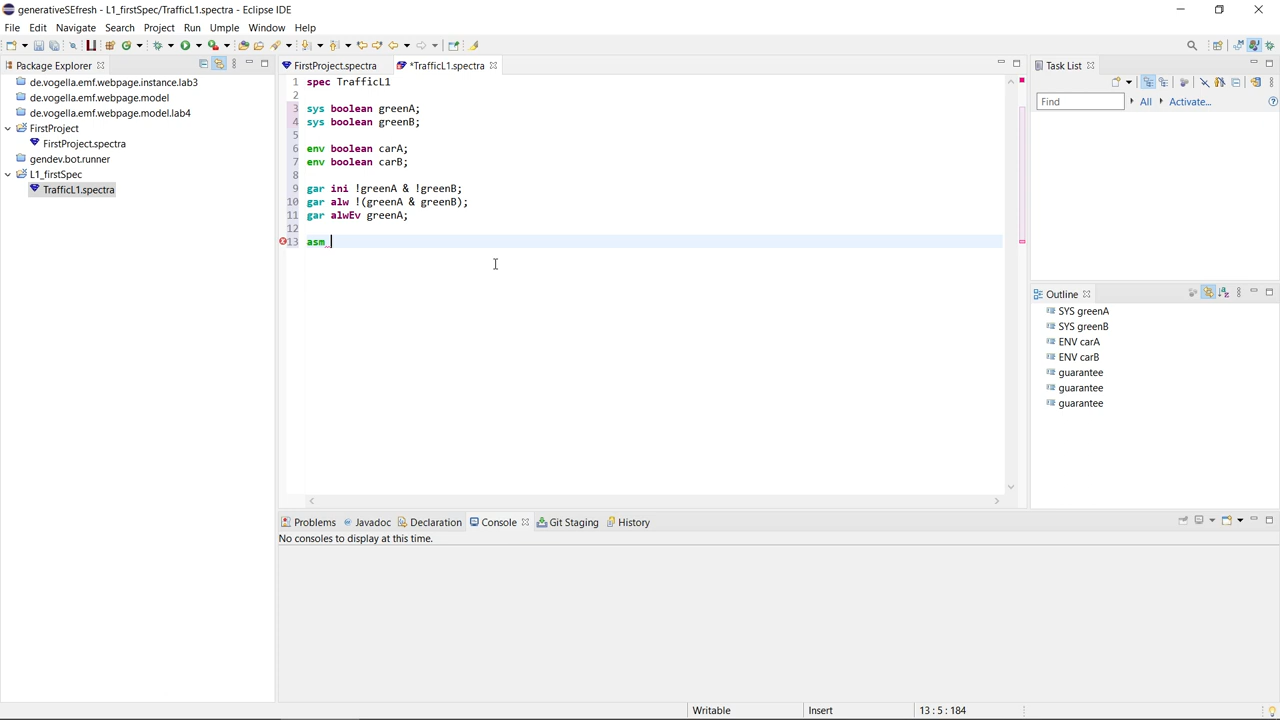 generativeSEfresh - L1_firstSpec/TrafficL1.spectra - Eclipse IDE
File Edit Navigate Search Project Run Umple Window Help
Package Explorer
de.vogella.emf.webpage.instance.lab3
de.vogella.emf.webpage.model
de.vogella.emf.webpage.model.lab4
FirstProject
FirstProject.spectra
gendev.bot.runner
L1_firstSpec
TrafficL1.spectra
FirstProject.spectra *TrafficL1.spectra
1 spec TrafficL1
2
3 sys boolean greenA;
4 sys boolean greenB;
5
6 env boolean carA;
7 env boolean carB;
8
9 gar ini !greenA & !greenB;
10 gar alw !(greenA & greenB);
11 gar alwEv greenA;
12
13 asm
Task List
Find All Activate...
Outline
SYS greenA
SYS greenB
ENV carA
ENV carB
guarantee
guarantee
guarantee
Problems Javadoc Declaration Console Git Staging History
No consoles to display at this time.
Writable Insert 13 : 5 : 184